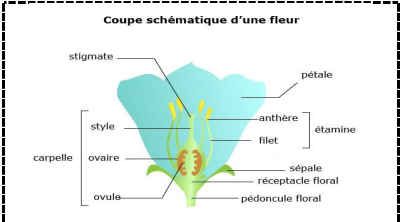 Coupe schématique d'une fleur
stigmate
pétale
style
anthère
étamine
filet
carpelle
ovaire
sépale
réceptacle floral
ovule
pédoncule floral